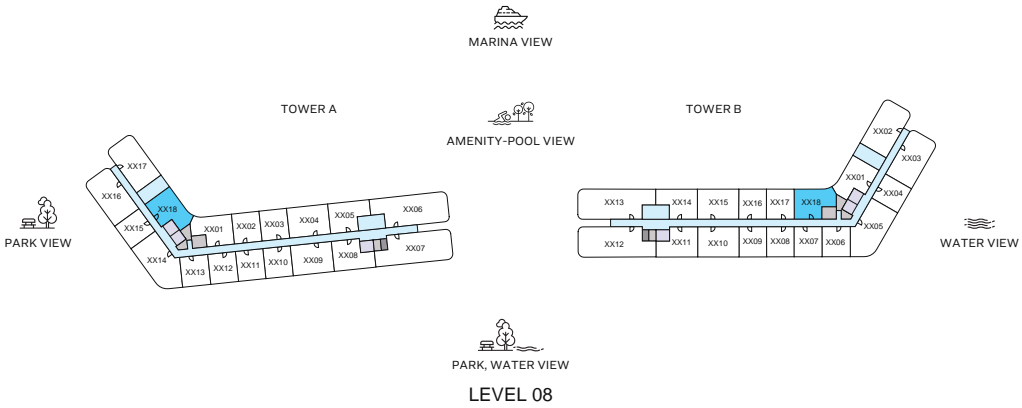 MARINA VIEW
TOWER A
TOWER B
AMENITY-POOL VIEW
XX17
XX16
XX18
XX15
XX14
XX01
XX02
XX03
XX04
XX05
XX06
XX13
XX12
XX11
XX10
XX09
XX08
XX07
XX02
XX03
XX01
XX04
XX05
XX13
XX14
XX15
XX16
XX17
XX18
XX12
XX11
XX10
XX09
XX08
XX07
XX06
PARK VIEW
WATER VIEW
PARK, WATER VIEW
LEVEL 08